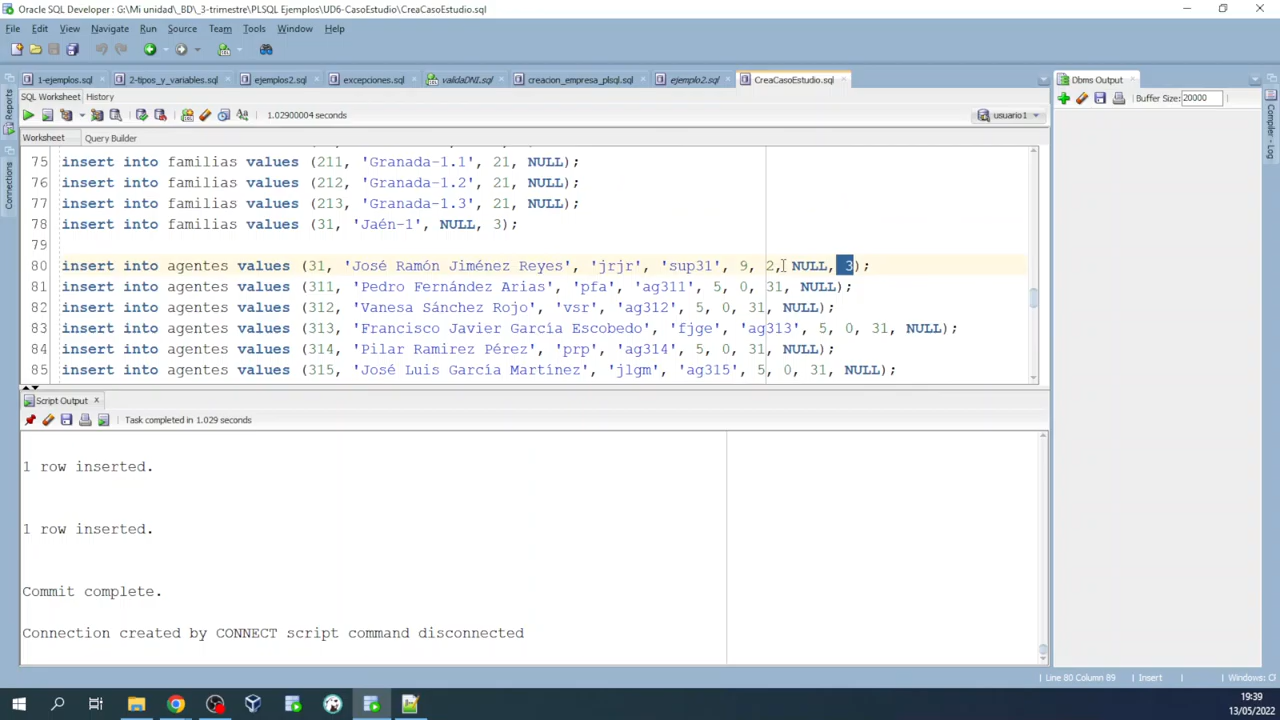 Oracle SQL Developer : G:\Mi unidad\_BD\_3-trimestre\PLSQL Ejemplos\UD6-CasoEstudio\CreaCasoEstudio.sql
File Edit View Navigate Run Source Team Tools Window Help
1-ejemplos.sql 2-tipos_y_variables.sql ejemplos2.sql excepciones.sql validaDNI.sql creacion_empresa_plsql.sql ejemplo2.sql CreaCasoEstudio.sql Dbms Output
SQL Worksheet History
1.02900004 seconds usuario1 Buffer Size: 20000
Worksheet Query Builder
Reports
Connections
Compiler - Log
75 insert into familias values (211, 'Granada-1.1', 21, NULL);
76 insert into familias values (212, 'Granada-1.2', 21, NULL);
77 insert into familias values (213, 'Granada-1.3', 21, NULL);
78 insert into familias values (31, 'Jaén-1', NULL, 3);
79
80 insert into agentes values (31, 'José Ramón Jiménez Reyes', 'jrjr', 'sup31', 9, 2, NULL, 3);
81 insert into agentes values (311, 'Pedro Fernández Arias', 'pfa', 'ag311', 5, 0, 31, NULL);
82 insert into agentes values (312, 'Vanesa Sánchez Rojo', 'vsr', 'ag312', 5, 0, 31, NULL);
83 insert into agentes values (313, 'Francisco Javier García Escobedo', 'fjge', 'ag313', 5, 0, 31, NULL);
84 insert into agentes values (314, 'Pilar Ramirez Pérez', 'prp', 'ag314', 5, 0, 31, NULL);
85 insert into agentes values (315, 'José Luis García Martínez', 'jlgm', 'ag315', 5, 0, 31, NULL);
Script Output
Task completed in 1.029 seconds
1 row inserted.
1 row inserted.
Commit complete.
Connection created by CONNECT script command disconnected
Line 80 Column 89 Insert Windows: C
19:39
13/05/2022